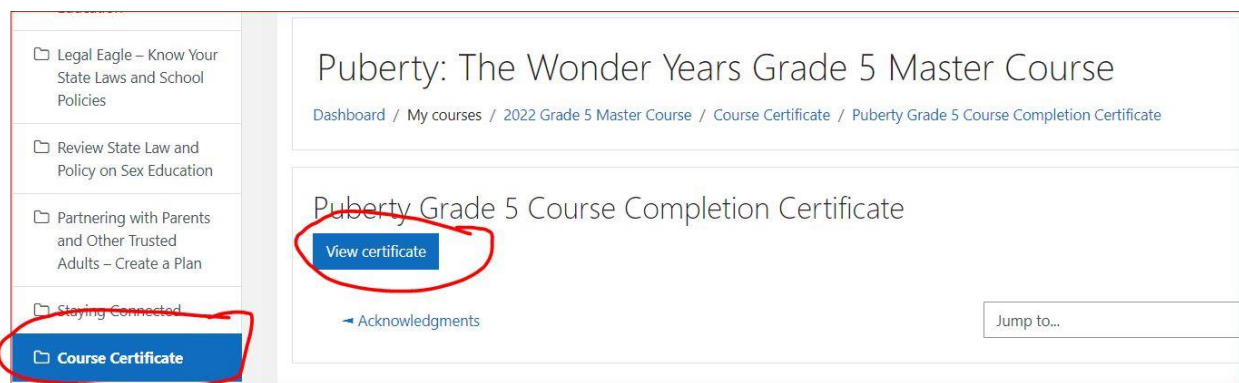 Education
Legal Eagle – Know Your
State Laws and School
Policies
Review State Law and
Policy on Sex Education
Partnering with Parents
and Other Trusted
Adults – Create a Plan
Staying Connected
Course Certificate
Puberty: The Wonder Years Grade 5 Master Course
Dashboard / My courses / 2022 Grade 5 Master Course / Course Certificate / Puberty Grade 5 Course Completion Certificate
Puberty Grade 5 Course Completion Certificate
View certificate
◄ Acknowledgments
Jump to...